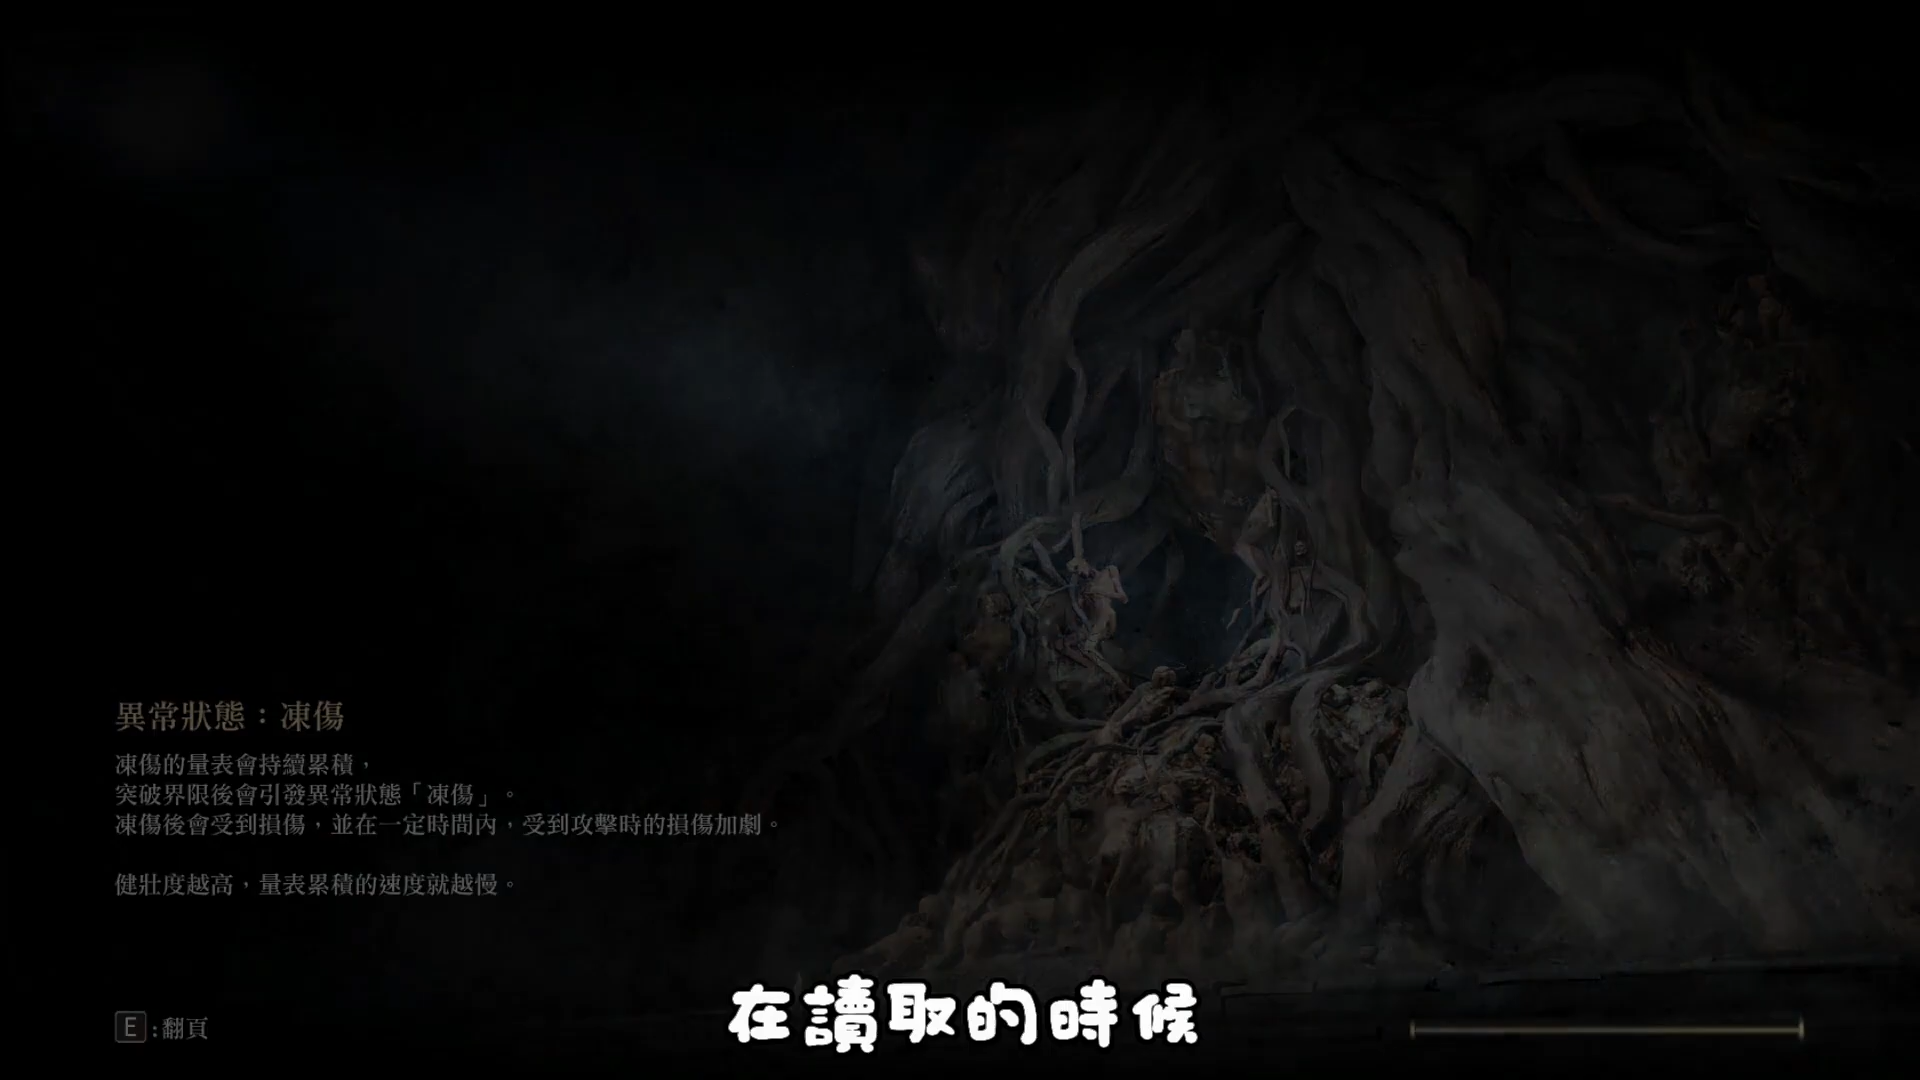 異常狀態：凍傷
凍傷的量表會持續累積，
突破界限後會引發異常狀態「凍傷」。
凍傷後會受到損傷，並在一定時間內，受到攻擊時的損傷加劇。
健壯度越高，量表累積的速度就越慢。
E:翻頁
在讀取的時候